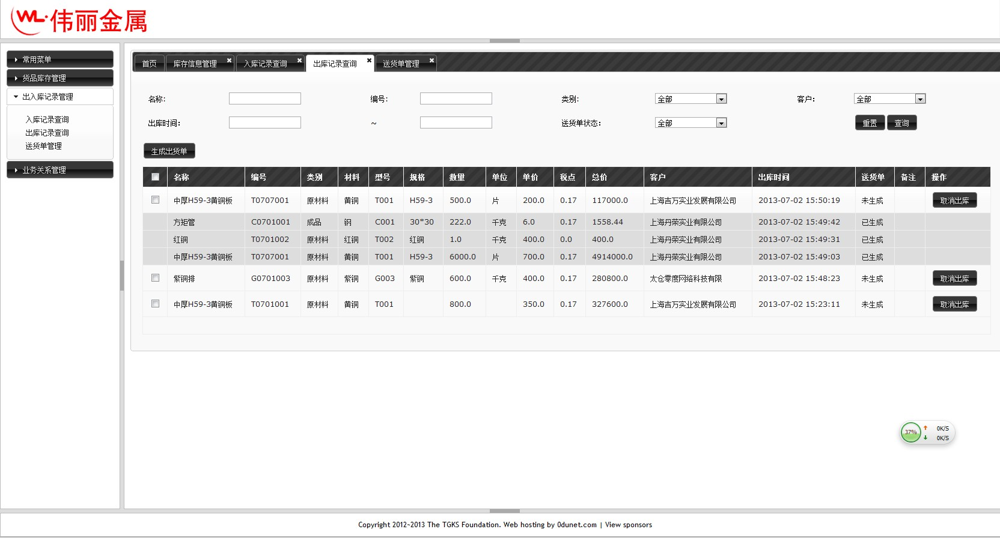 WL·伟丽金属
常用菜单
货品库存管理
出入库记录管理
入库记录查询
出库记录查询
送货单管理
业务关系管理
首页 库存信息管理 入库记录查询 出库记录查询 送货单管理
名称: 编号: 类别: 全部 客户: 全部
出库时间: ~ 送货单状态: 全部 重置 查询
生成出货单
名称 编号 类别 材料 型号 规格 数量 单位 单价 税点 总价 客户 出库时间 送货单 备注 操作
中厚H59-3黄铜板 T0707001 原材料 黄铜 T001 H59-3 500.0 片 200.0 0.17 117000.0 上海吉万实业发展有限公司 2013-07-02 15:50:19 未生成 取消出库
方矩管 C0701001 成品 钢 C001 30*30 222.0 千克 6.0 0.17 1558.44 上海丹荣实业有限公司 2013-07-02 15:49:42 已生成
红铜 T0701002 原材料 红铜 T002 红铜 1.0 千克 400.0 0.0 400.0 上海丹荣实业有限公司 2013-07-02 15:49:31 已生成
中厚H59-3黄铜板 T0707001 原材料 黄铜 T001 H59-3 6000.0 片 700.0 0.17 4914000.0 上海丹荣实业有限公司 2013-07-02 15:49:03 已生成
紫铜排 G0701003 原材料 紫铜 G003 紫铜 600.0 千克 400.0 0.17 280800.0 太仓零度网络科技有限 2013-07-02 15:48:23 未生成 取消出库
中厚H59-3黄铜板 T0701001 原材料 黄铜 T001 800.0 350.0 0.17 327600.0 上海吉万实业发展有限公司 2013-07-02 15:23:11 未生成 取消出库
37% 0K/S
0K/S
Copyright 2012~2013 The TGKS Foundation. Web hosting by 0dunet.com | View sponsors